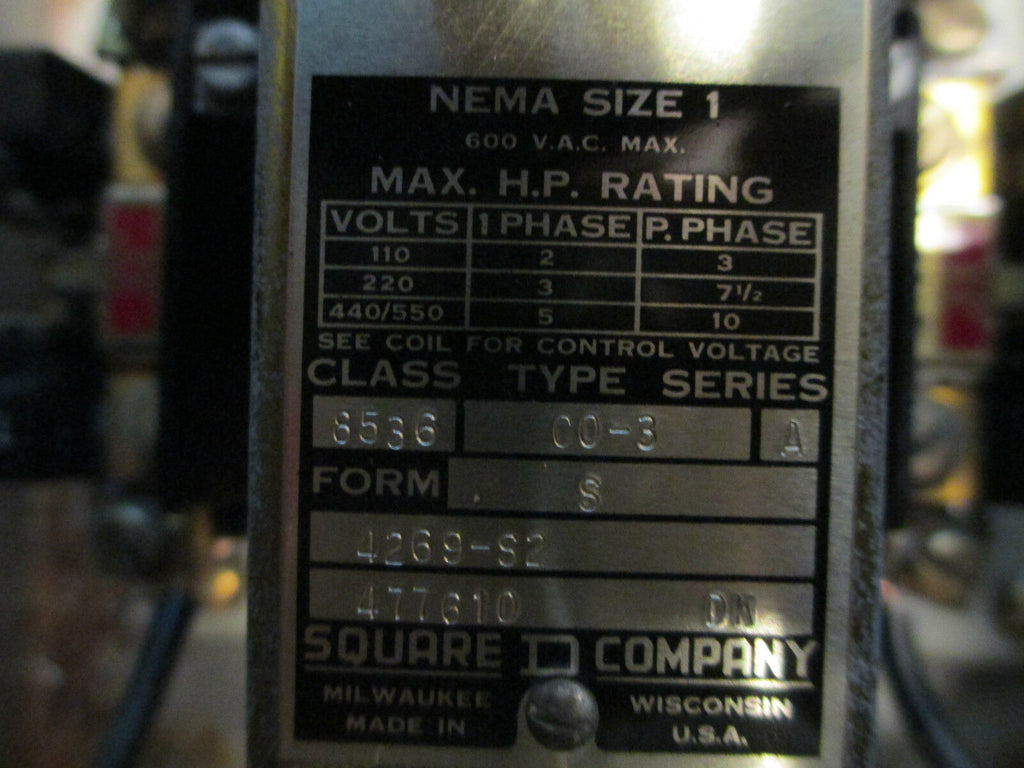 NEMA SIZE 1
600 V.A.C. MAX.
MAX. H.P. RATING
VOLTS 1 PHASE P. PHASE
110 2 3
220 3 7 1/2
440/550 5 10
SEE COIL FOR CONTROL VOLTAGE
CLASS TYPE SERIES
8536 CO-3 A
FORM S
4269-S2
477610 DN
SQUARE D COMPANY
MILWAUKEE WISCONSIN
MADE IN U.S.A.